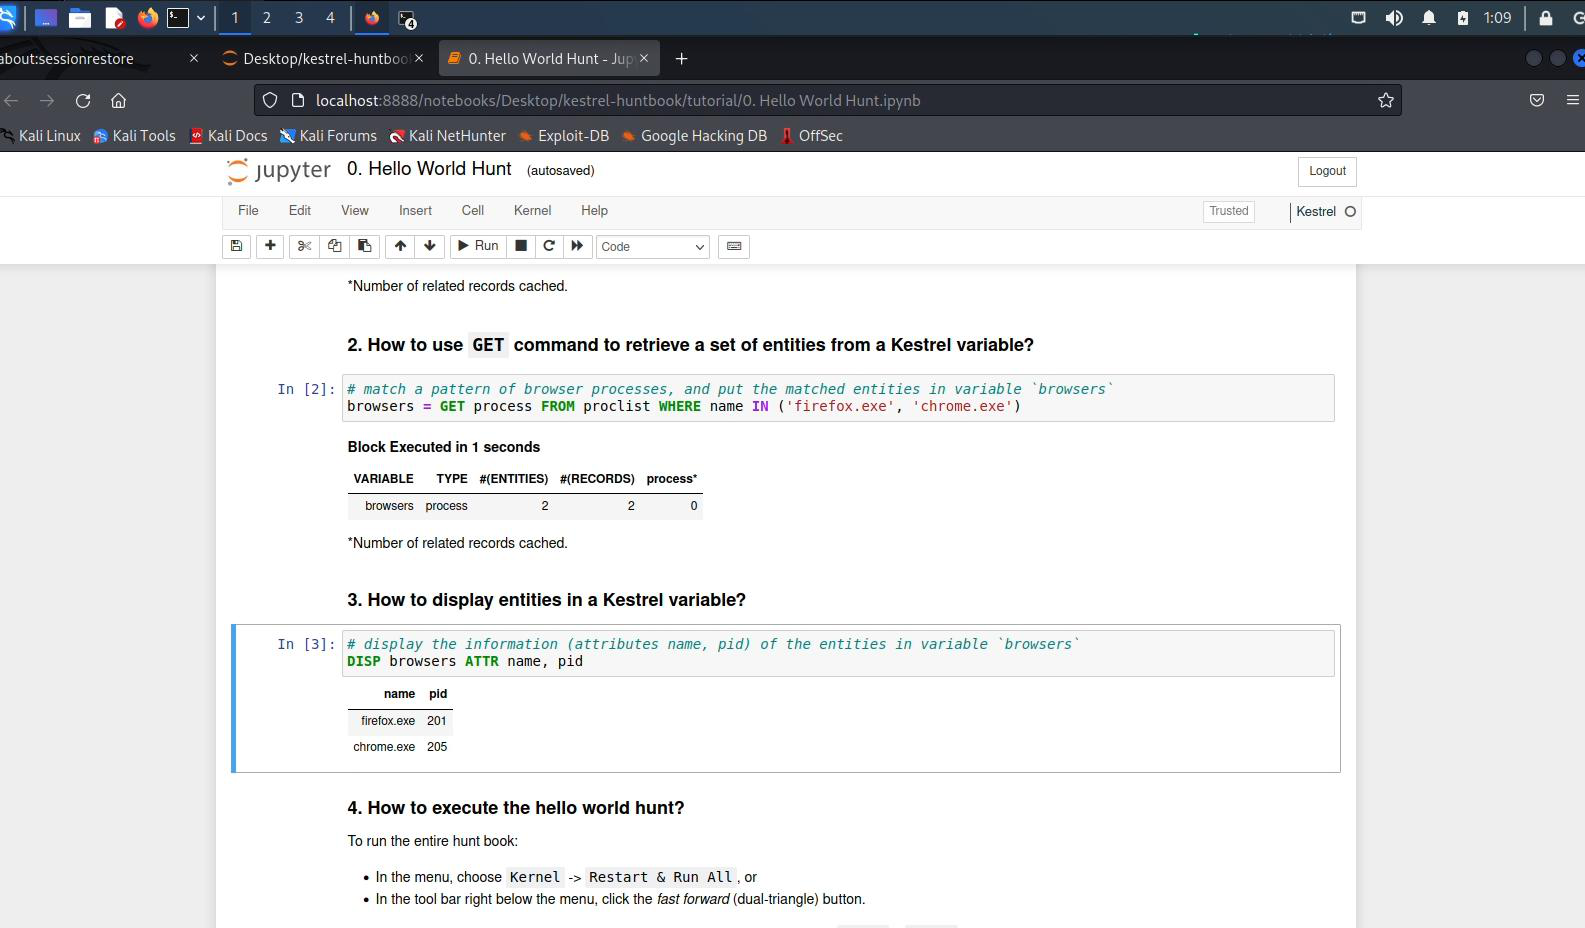 1 2 3 4 4 1:09
about:sessionrestore × Desktop/kestrel-huntboo × 0. Hello World Hunt - Jup × +
localhost:8888/notebooks/Desktop/kestrel-huntbook/tutorial/0. Hello World Hunt.ipynb
Kali Linux Kali Tools Kali Docs Kali Forums Kali NetHunter Exploit-DB Google Hacking DB OffSec
jupyter 0. Hello World Hunt (autosaved) Logout
File Edit View Insert Cell Kernel Help Trusted Kestrel
Run Code
*Number of related records cached.
2. How to use GET command to retrieve a set of entities from a Kestrel variable?
In [2]: # match a pattern of browser processes, and put the matched entities in variable `browsers`
browsers = GET process FROM proclist WHERE name IN ('firefox.exe', 'chrome.exe')
Block Executed in 1 seconds
VARIABLE TYPE #(ENTITIES) #(RECORDS) process*
browsers process 2 2 0
*Number of related records cached.
3. How to display entities in a Kestrel variable?
In [3]: # display the information (attributes name, pid) of the entities in variable `browsers`
DISP browsers ATTR name, pid
name pid
firefox.exe 201
chrome.exe 205
4. How to execute the hello world hunt?
To run the entire hunt book:
• In the menu, choose Kernel -> Restart & Run All, or
• In the tool bar right below the menu, click the fast forward (dual-triangle) button.